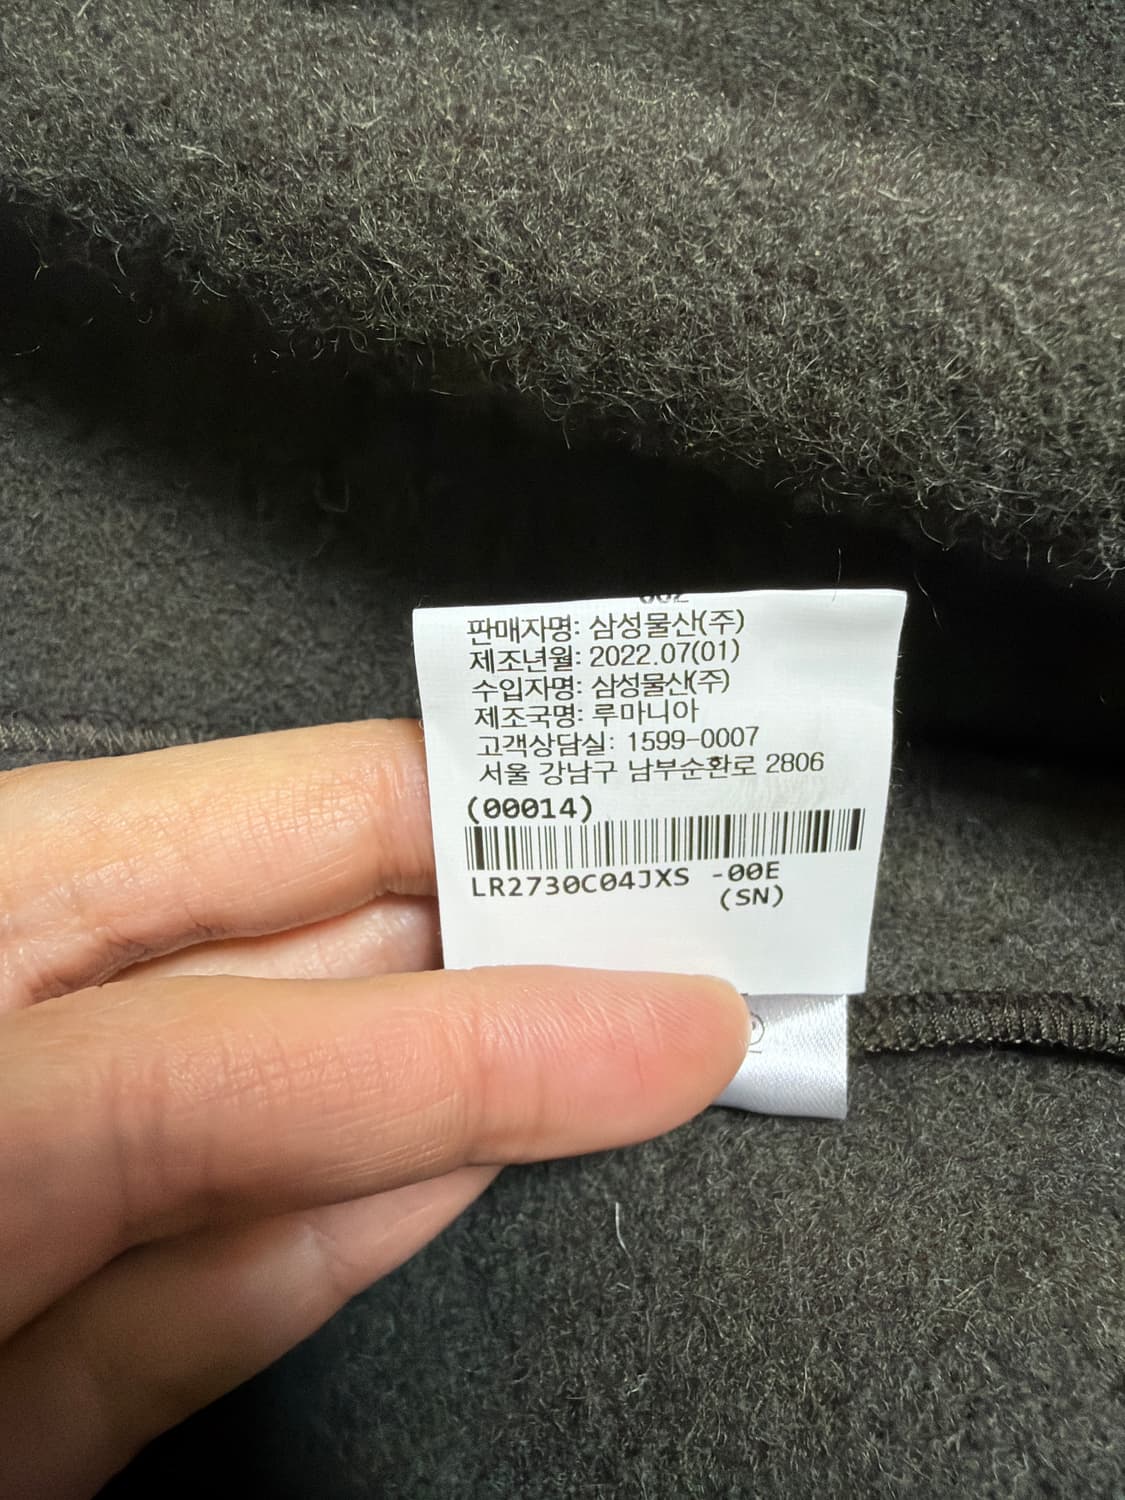 판매자명: 삼성물산(주)
제조년월: 2022.07(01)
수입자명: 삼성물산(주)
제조국명: 루마니아
고객상담실: 1599-0007
서울 강남구 남부순환로 2806
(00014)
LR2730C04JXS -00E
(SN)